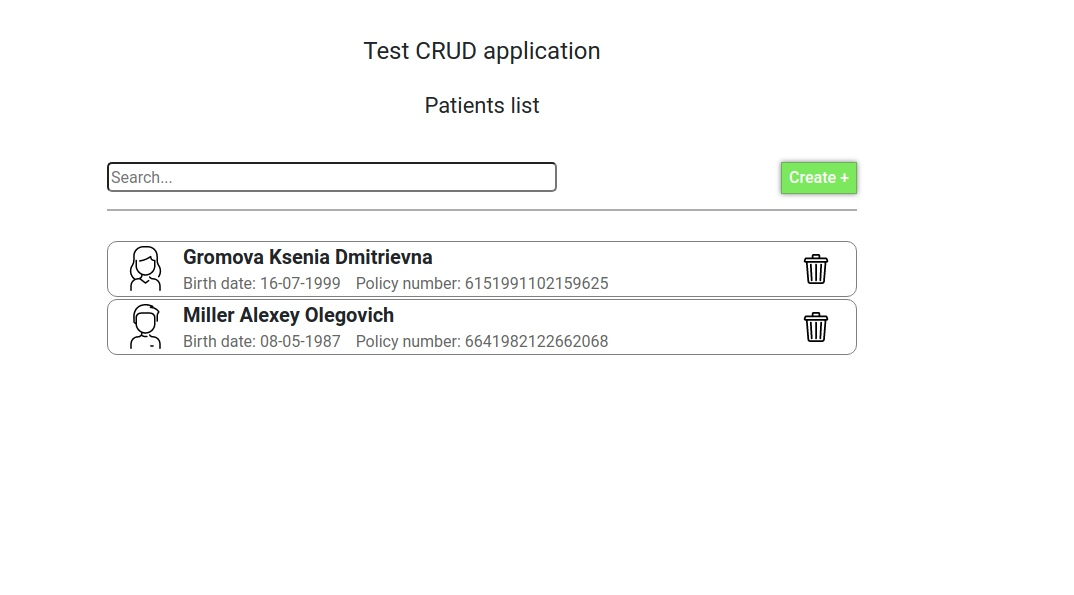 Test CRUD application
Patients list
Search...
Create +
Gromova Ksenia Dmitrievna
Birth date: 16-07-1999 Policy number: 6151991102159625
Miller Alexey Olegovich
Birth date: 08-05-1987 Policy number: 6641982122662068